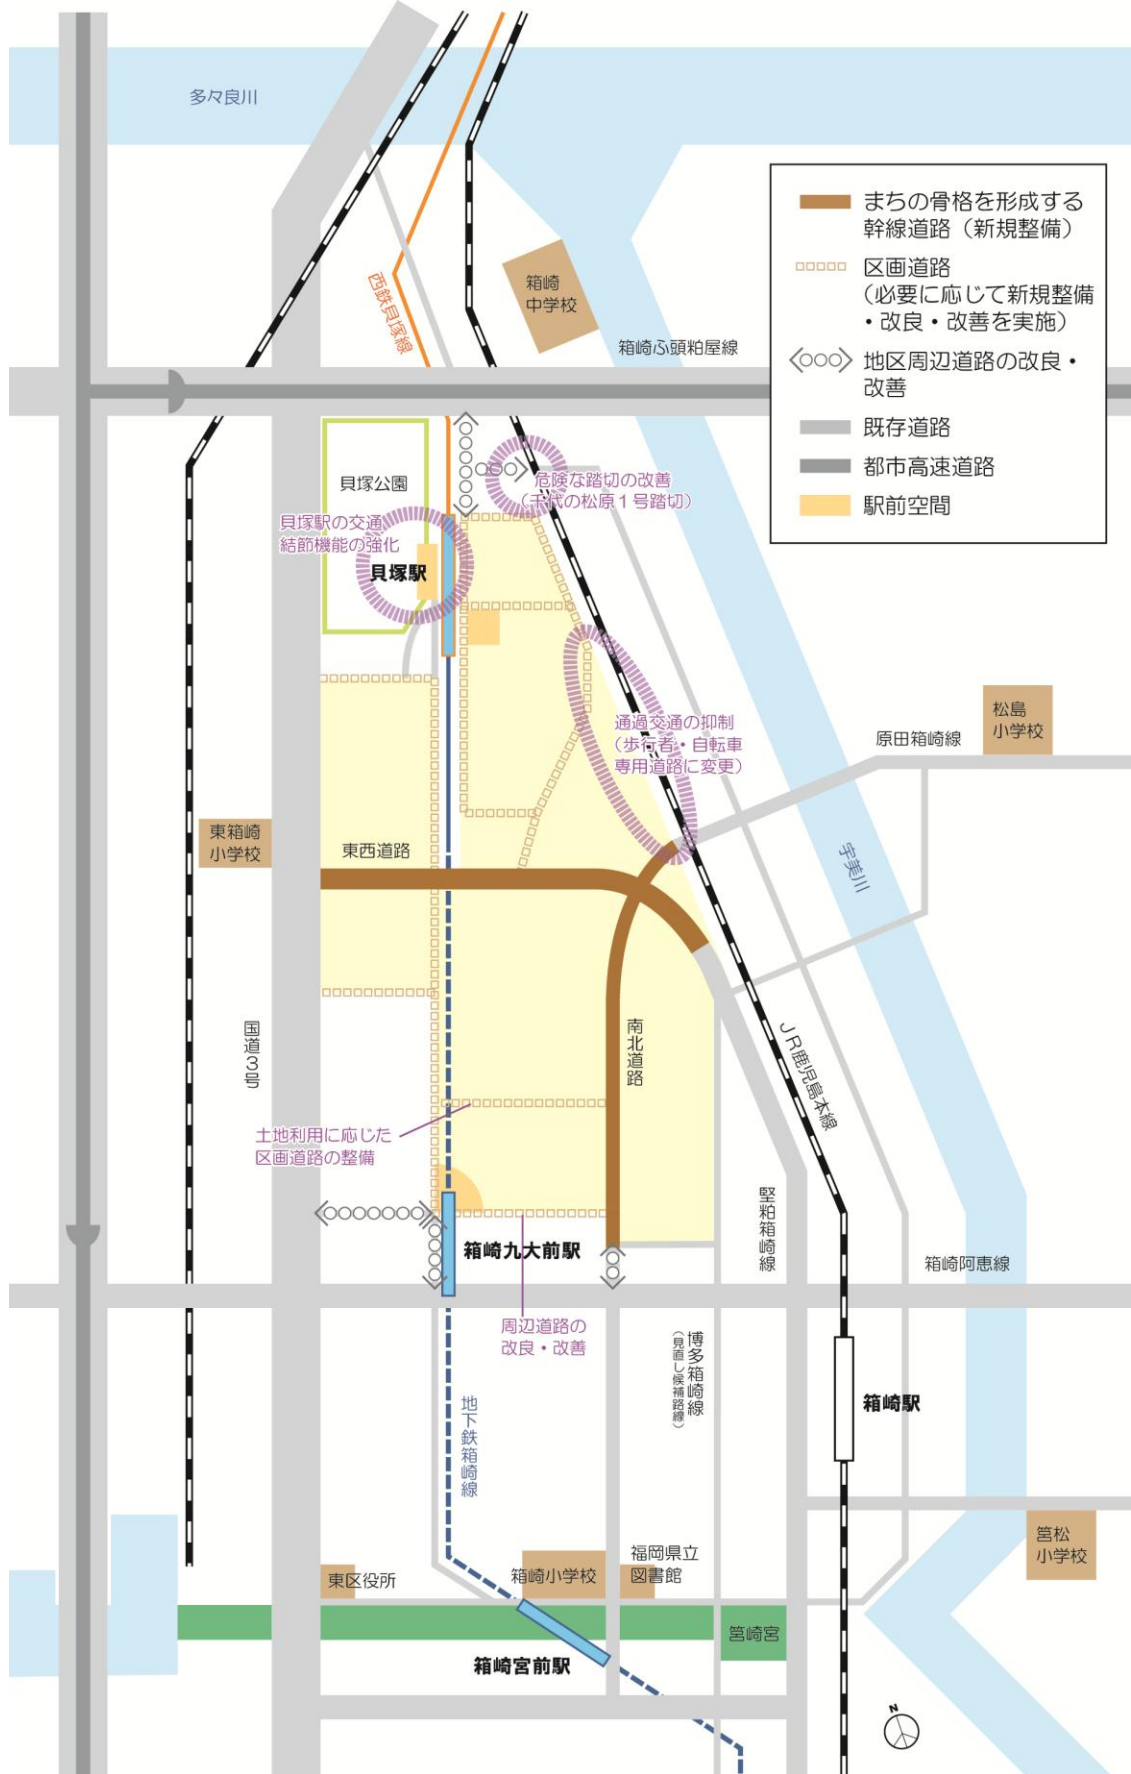 多々良川
まちの骨格を形成する
幹線道路（新規整備）
区画道路
（必要に応じて新規整備
・改良・改善を実施）
地区周辺道路の改良・
改善
既存道路
都市高速道路
駅前空間
箱崎
中学校
西鉄貝塚線
箱崎ふ頭粕屋線
貝塚公園
危険な踏切の改善
（千代の松原１号踏切）
貝塚駅の交通
結節機能の強化
貝塚駅
通過交通の抑制
（歩行者・自転車
専用道路に変更）
松島
小学校
原田箱崎線
東箱崎
小学校
東西道路
宇美川
国道３号
南北道路
ＪＲ鹿児島本線
土地利用に応じた
区画道路の整備
堅粕箱崎線
箱崎九大前駅
箱崎阿恵線
周辺道路の
改良・改善
博多箱崎線
（見直し候補路線）
地下鉄箱崎線
箱崎駅
筥松
小学校
東区役所
箱崎小学校
福岡県立
図書館
筥崎宮
箱崎宮前駅
N